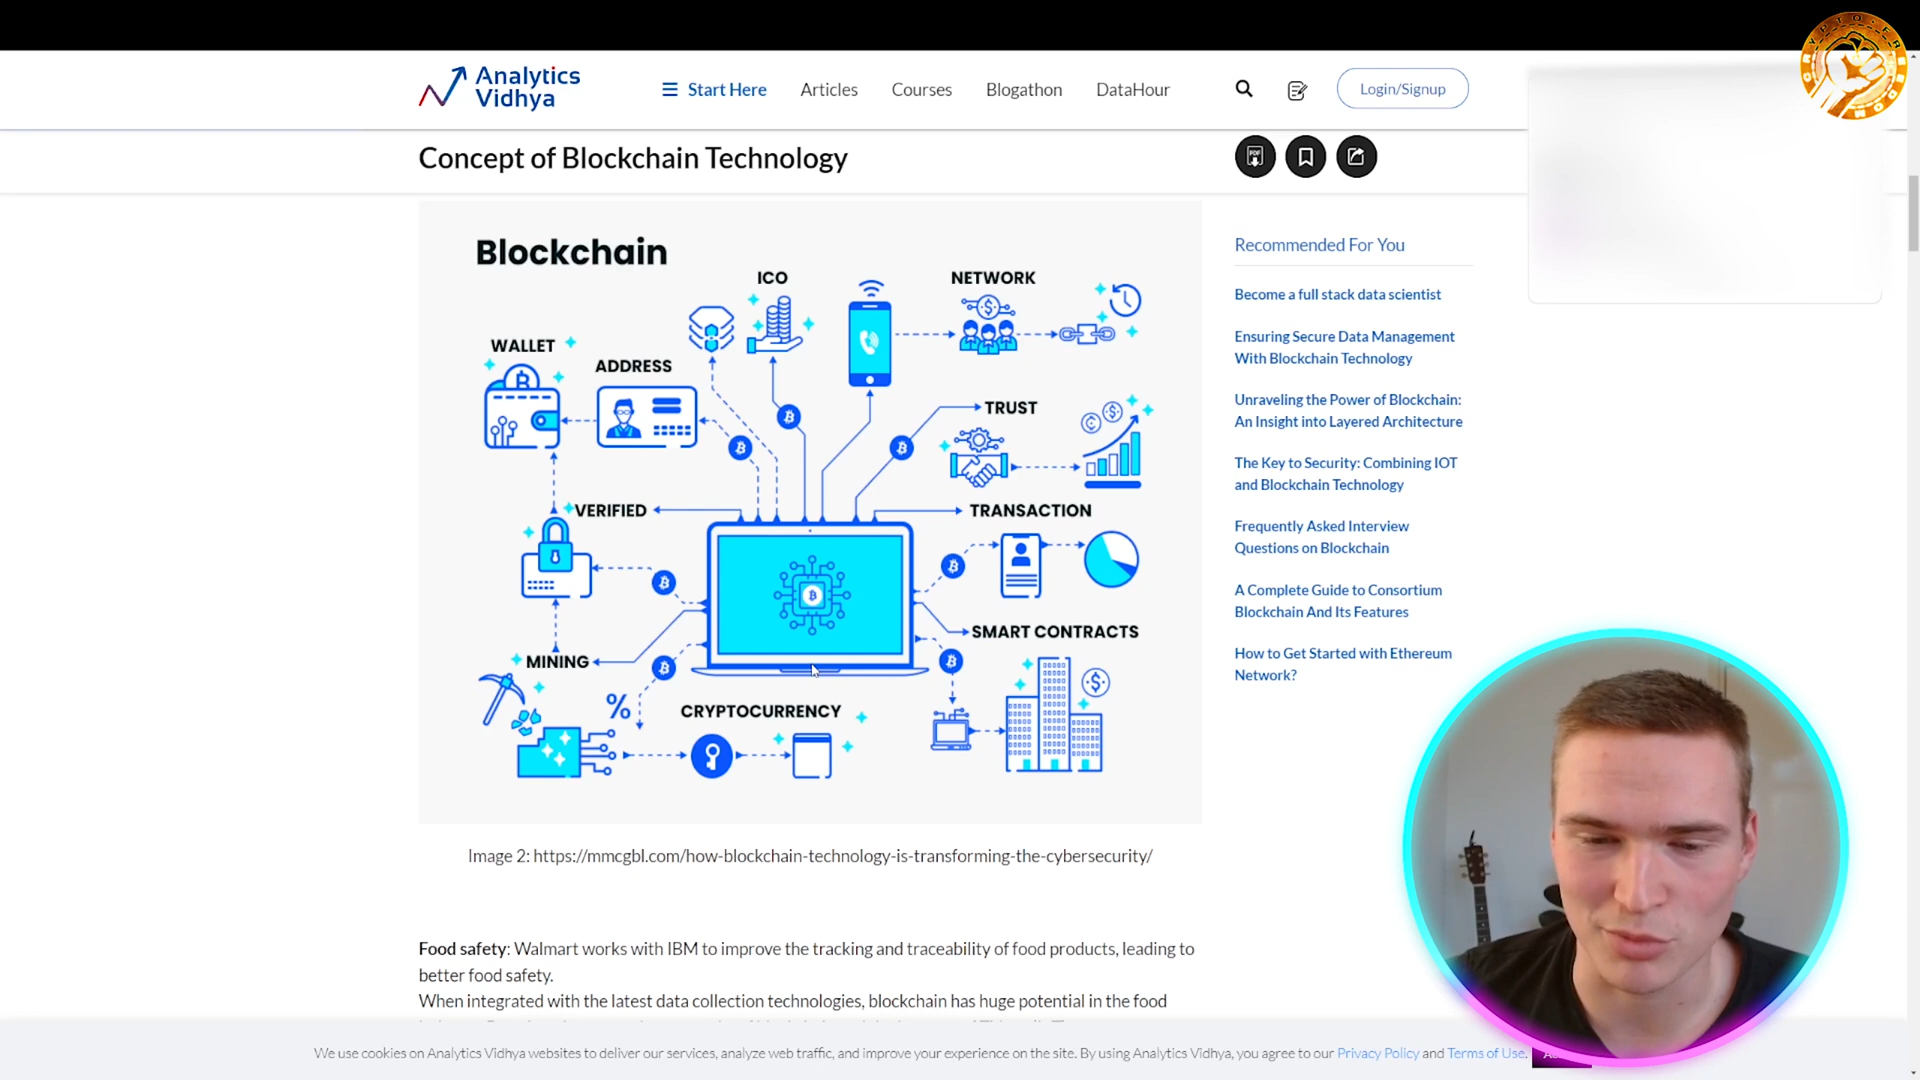 CRYPTO FREEDOM
Analytics
Vidhya
Start Here
Articles
Courses
Blogathon
DataHour
Login/Signup
Concept of Blockchain Technology
PDF
Blockchain
ICO
NETWORK
WALLET
ADDRESS
TRUST
VERIFIED
TRANSACTION
SMART CONTRACTS
MINING
%
CRYPTOCURRENCY
Image 2: https://mmcgbl.com/how-blockchain-technology-is-transforming-the-cybersecurity/
Food safety: Walmart works with IBM to improve the tracking and traceability of food products, leading to
better food safety.
When integrated with the latest data collection technologies, blockchain has huge potential in the food
Recommended For You
Become a full stack data scientist
Ensuring Secure Data Management
With Blockchain Technology
Unraveling the Power of Blockchain:
An Insight into Layered Architecture
The Key to Security: Combining IOT
and Blockchain Technology
Frequently Asked Interview
Questions on Blockchain
A Complete Guide to Consortium
Blockchain And Its Features
How to Get Started with Ethereum
Network?
We use cookies on Analytics Vidhya websites to deliver our services, analyze web traffic, and improve your experience on the site. By using Analytics Vidhya, you agree to our Privacy Policy and Terms of Use.